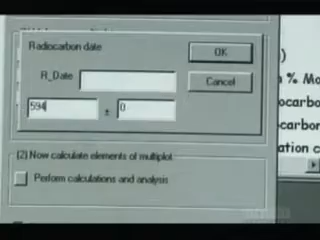 Radiocarbon date
OK
)
R_Date
% Mo
Cancel
ocarbo
594 ± 0
carbon
ation c
(2) Now calculate elements of multiplot
Perform calculations and analysis